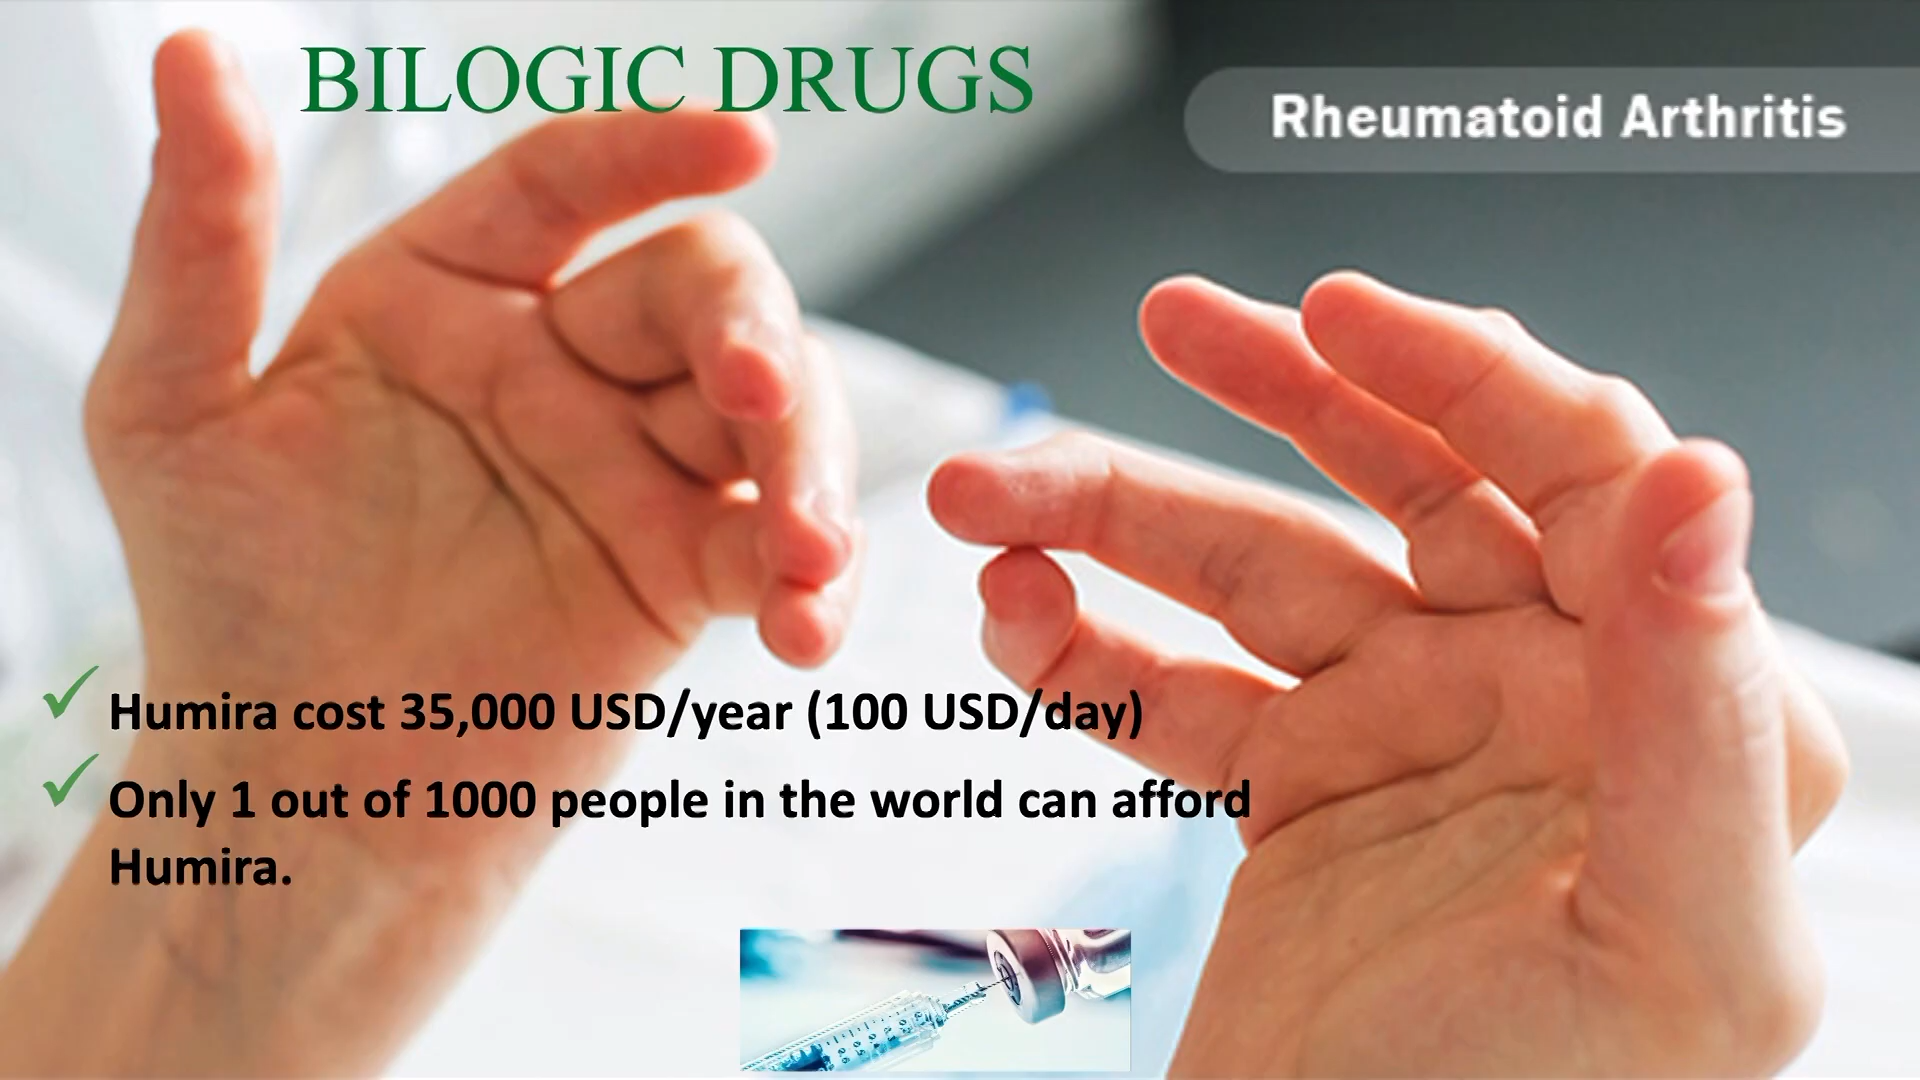 BILOGIC DRUGS
Rheumatoid Arthritis
✓ Humira cost 35,000 USD/year (100 USD/day)
✓ Only 1 out of 1000 people in the world can afford
Humira.